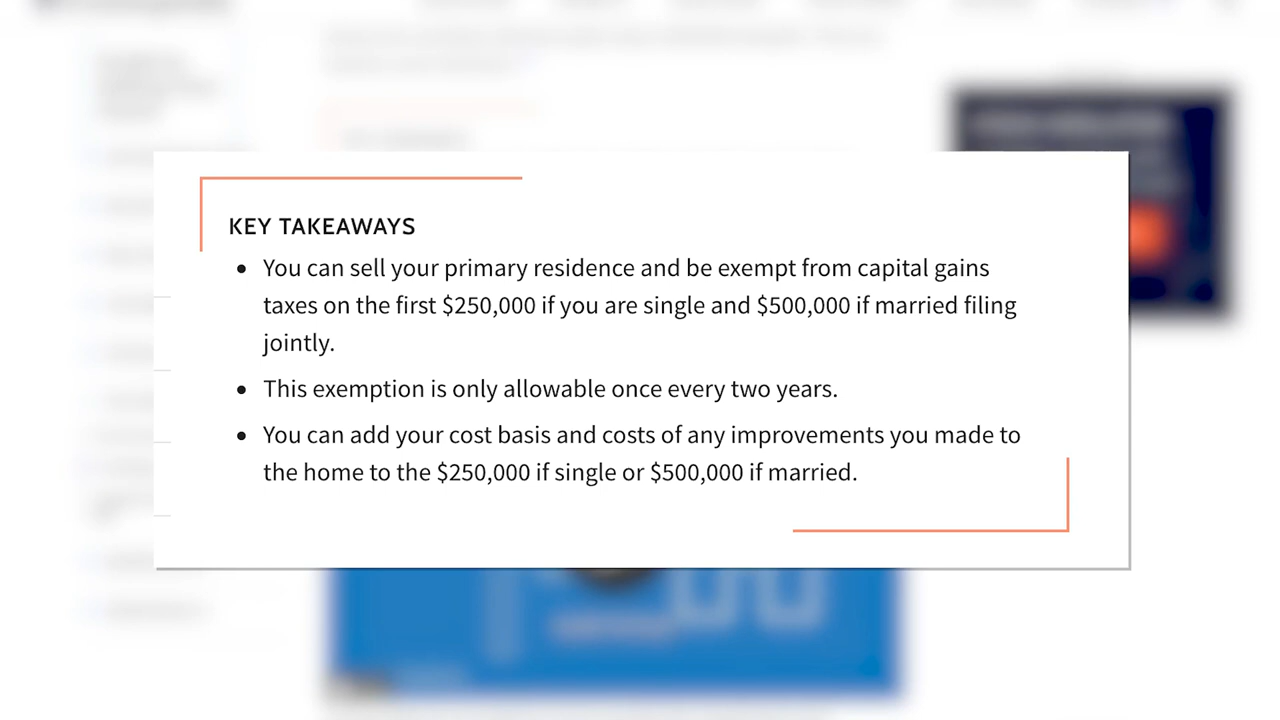 KEY TAKEAWAYS
• You can sell your primary residence and be exempt from capital gains
taxes on the first $250,000 if you are single and $500,000 if married filing
jointly.
• This exemption is only allowable once every two years.
• You can add your cost basis and costs of any improvements you made to
the home to the $250,000 if single or $500,000 if married.